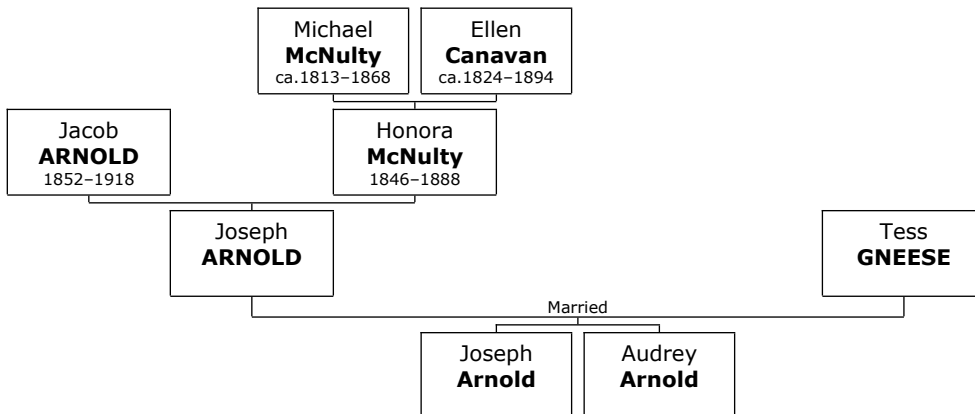 Michael
McNulty
ca.1813–1868
Ellen
Canavan
ca.1824–1894
Jacob
ARNOLD
1852–1918
Honora
McNulty
1846–1888
Joseph
ARNOLD
Tess
GNEESE
Married
Joseph
Arnold
Audrey
Arnold